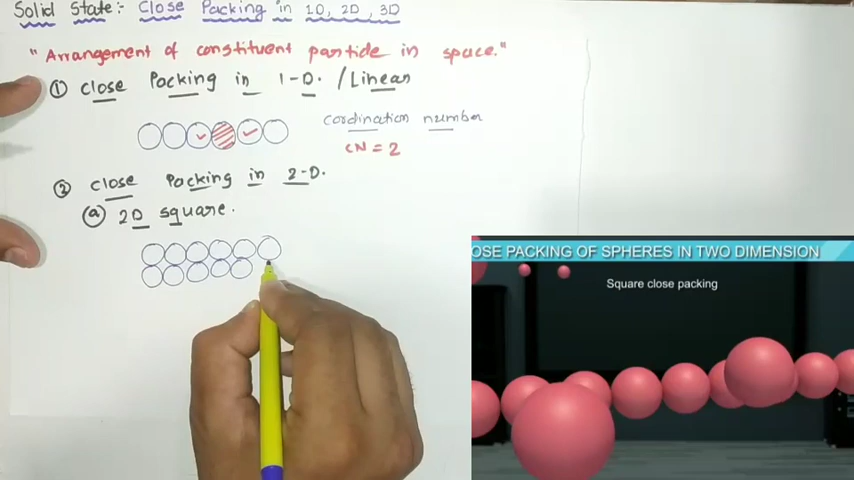 Solid State:- Close Packing in 1D, 2D, 3D
"Arrangement of constituent particle in space."
① Close Packing in 1-D. / Linear
cordination number
CN = 2
② Close Packing in 2-D.
ⓐ 2D square.
OSE PACKING OF SPHERES IN TWO DIMENSION
Square close packing